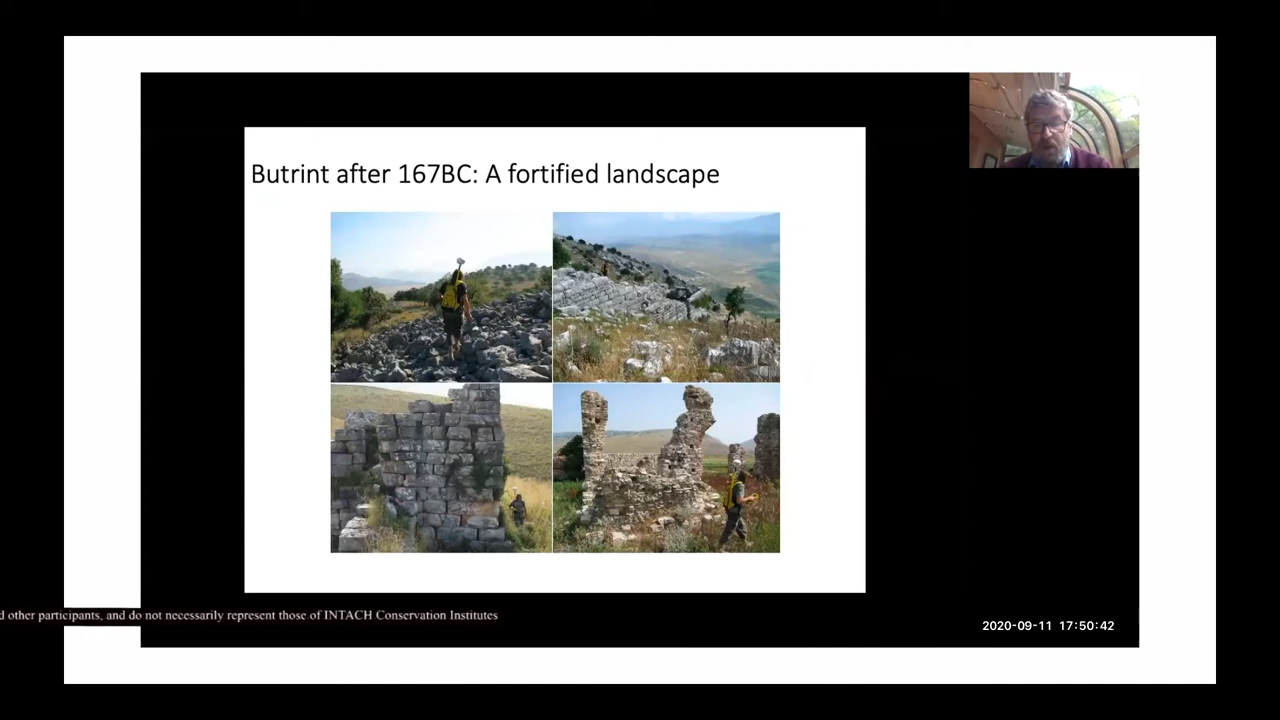 Butrint after 167BC: A fortified landscape
d other participants, and do not necessarily represent those of INTACH Conservation Institutes
2020-09-11 17:50:42